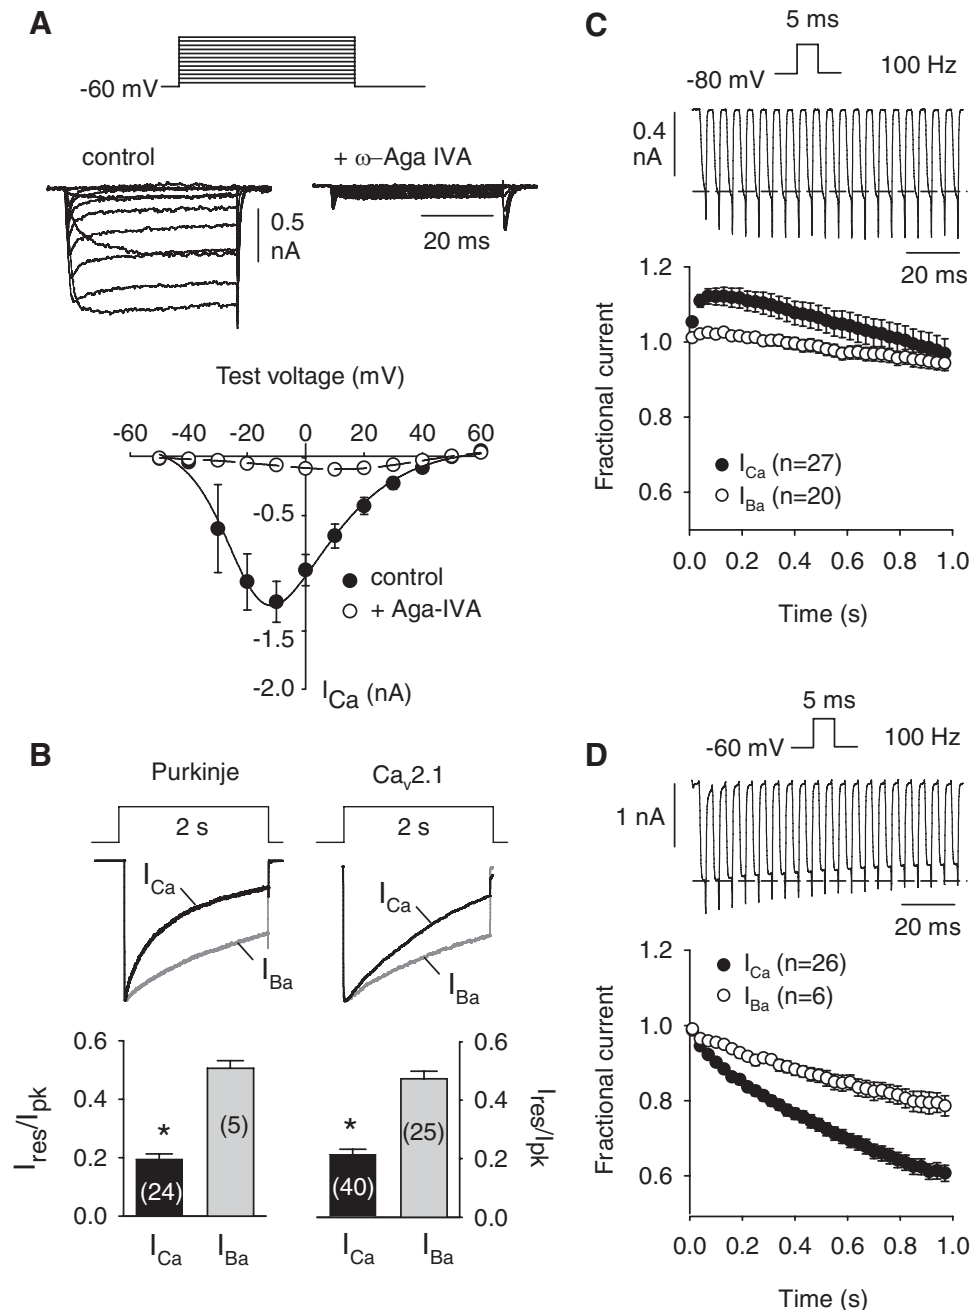 A
-60 mV
control
+ ω–Aga IVA
0.5
nA
20 ms
Test voltage (mV)
-60 -40 -20 0 20 40 60
-0.5
-1.5
-2.0
I_Ca (nA)
control
+ Aga-IVA
B
Purkinje
Ca_v2.1
2 s
2 s
I_Ca
I_Ca
I_Ba
I_Ba
0.6
0.4
0.2
0.0
I_res/I_pk
*
(24)
(5)
I_Ca I_Ba
*
(40)
(25)
0.6
0.4
0.2
0.0
I_res/I_pk
I_Ca I_Ba
C
5 ms
-80 mV
100 Hz
0.4
nA
20 ms
1.2
1.0
0.8
0.6
Fractional current
I_Ca (n=27)
I_Ba (n=20)
0.0 0.2 0.4 0.6 0.8 1.0
Time (s)
D
5 ms
-60 mV
100 Hz
1 nA
20 ms
1.2
1.0
0.8
0.6
Fractional current
I_Ca (n=26)
I_Ba (n=6)
0.0 0.2 0.4 0.6 0.8 1.0
Time (s)